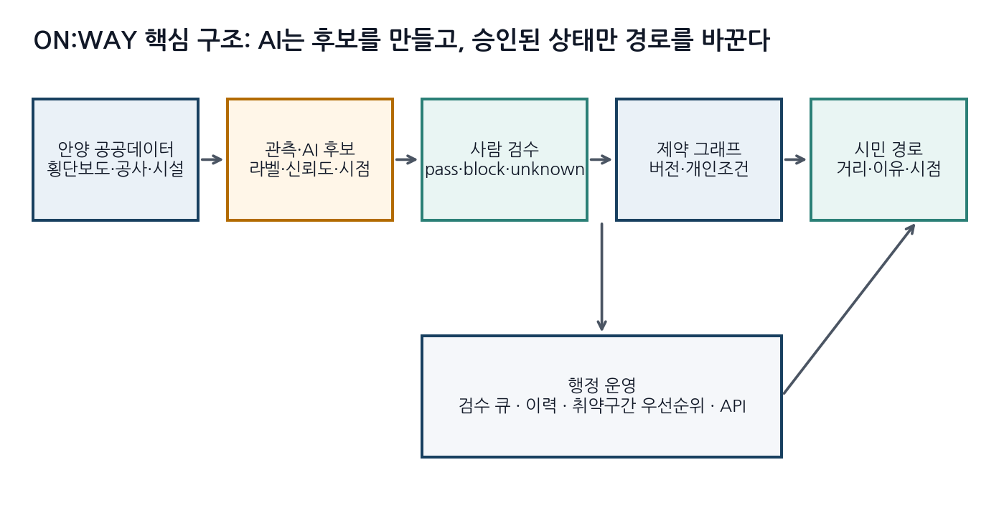 ON:WAY 핵심 구조: AI는 후보를 만들고, 승인된 상태만 경로를 바꾼다
안양 공공데이터
횡단보도·공사·시설
관측·AI 후보
라벨·신뢰도·시점
사람 검수
pass·block·unknown
제약 그래프
버전·개인조건
시민 경로
거리·이유·시점
행정 운영
검수 큐 · 이력 · 취약구간 우선순위 · API